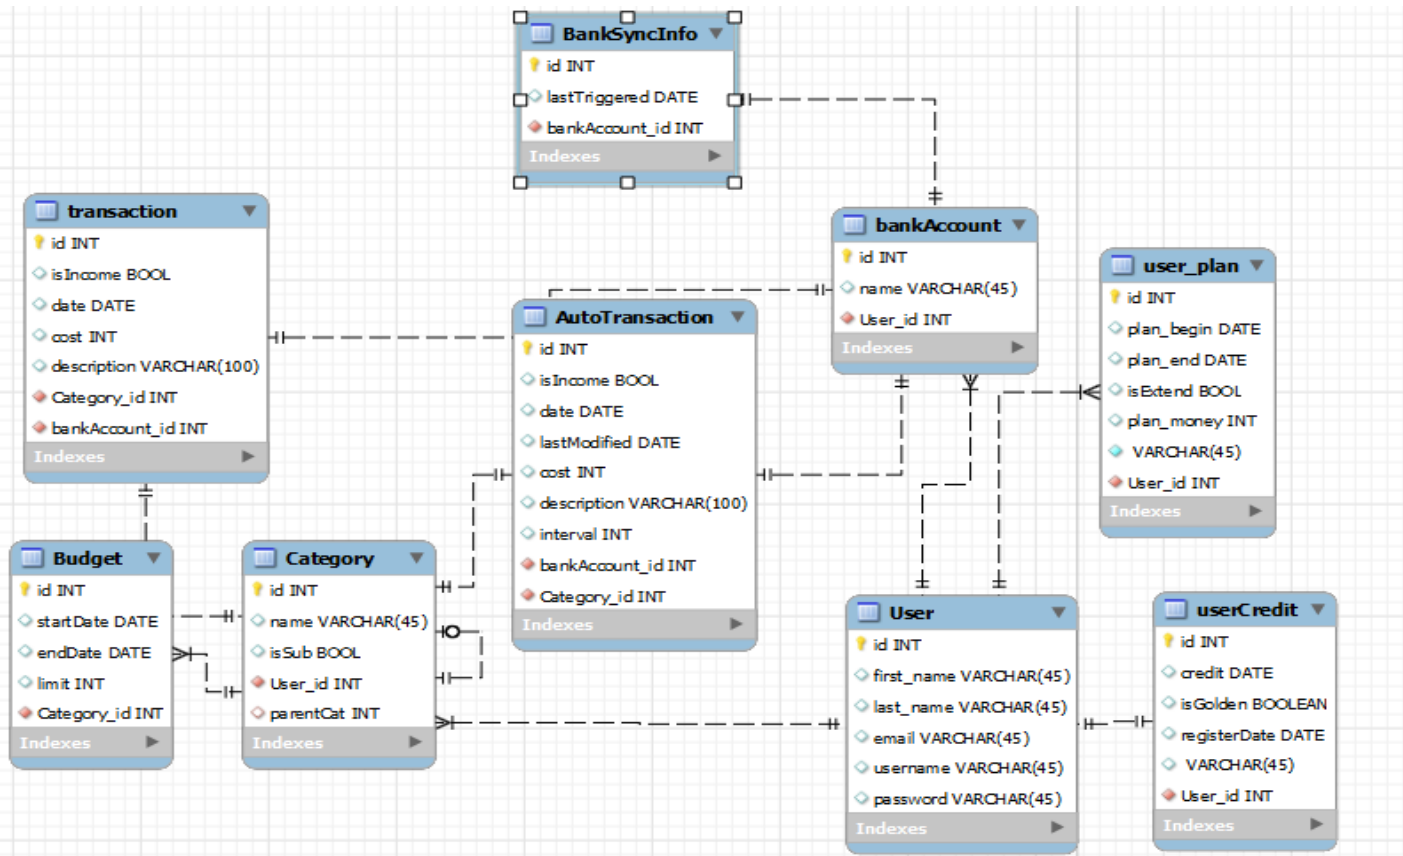 BankSyncInfo
id INT
lastTriggered DATE
bankAccount_id INT
Indexes
transaction
id INT
isIncome BOOL
date DATE
cost INT
description VARCHAR(100)
Category_id INT
bankAccount_id INT
Indexes
bankAccount
id INT
name VARCHAR(45)
User_id INT
Indexes
user_plan
id INT
plan_begin DATE
plan_end DATE
isExtend BOOL
plan_money INT
VARCHAR(45)
User_id INT
Indexes
AutoTransaction
id INT
isIncome BOOL
date DATE
lastModified DATE
cost INT
description VARCHAR(100)
interval INT
bankAccount_id INT
Category_id INT
Indexes
Budget
id INT
startDate DATE
endDate DATE
limit INT
Category_id INT
Indexes
Category
id INT
name VARCHAR(45)
isSub BOOL
User_id INT
parentCat INT
Indexes
User
id INT
first_name VARCHAR(45)
last_name VARCHAR(45)
email VARCHAR(45)
username VARCHAR(45)
password VARCHAR(45)
Indexes
userCredit
id INT
credit DATE
isGolden BOOLEAN
registerDate DATE
VARCHAR(45)
User_id INT
Indexes